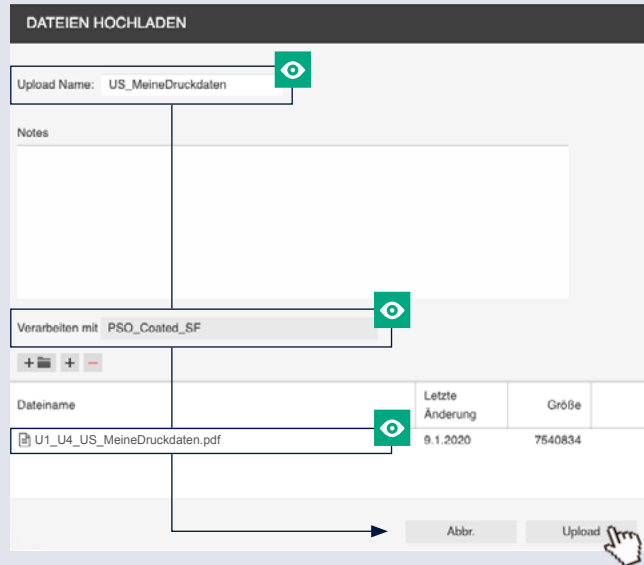 DATEIEN HOCHLADEN
Upload Name: US_MeineDruckdaten
Notes
Verarbeiten mit PSO_Coated_SF
Dateiname Letzte Änderung Größe
U1_U4_US_MeineDruckdaten.pdf 9.1.2020 7540834
Abbr. Upload